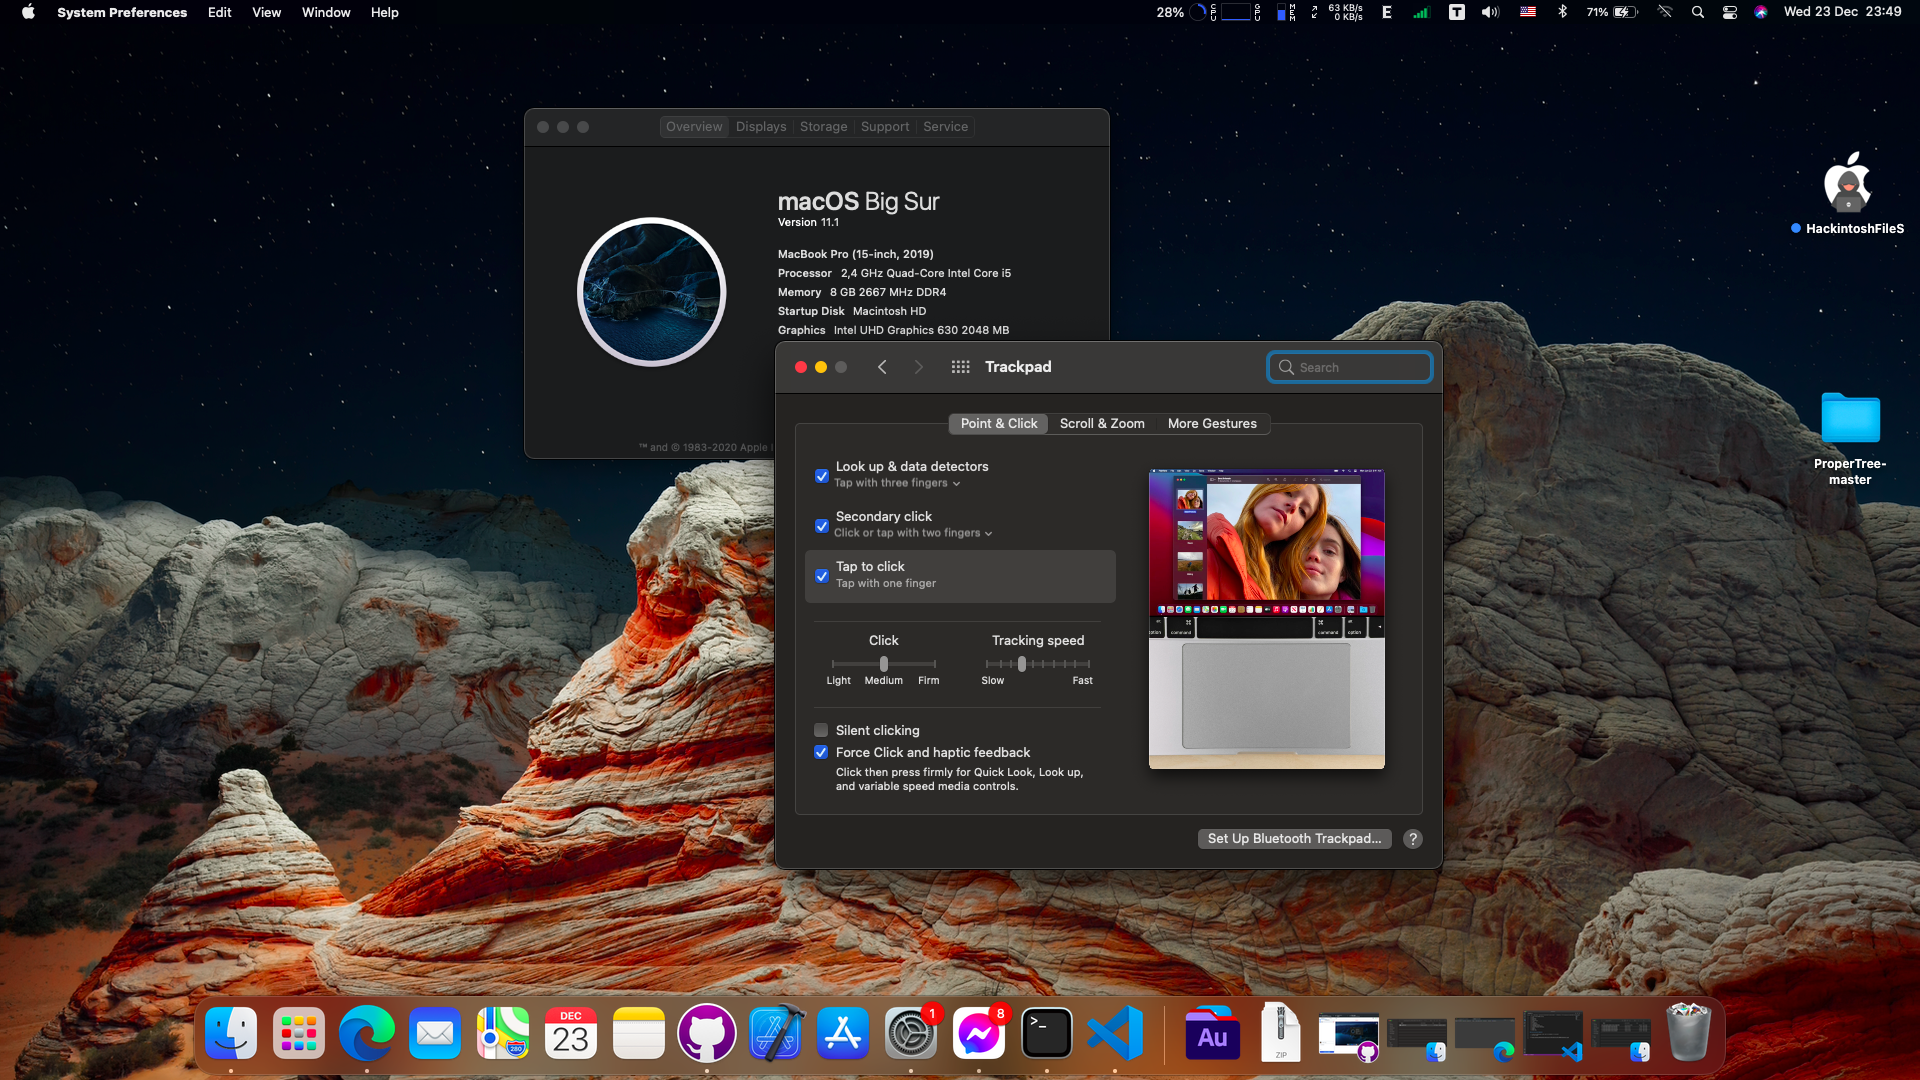 System Preferences Edit View Window Help
28% CPU GPU MEM 63 KB/s E T 71% Wed 23 Dec 23:49
0 KB/s
Overview Displays Storage Support Service
macOS Big Sur
Version 11.1
MacBook Pro (15-inch, 2019)
Processor 2,4 GHz Quad-Core Intel Core i5
Memory 8 GB 2667 MHz DDR4
Startup Disk Macintosh HD
Graphics Intel UHD Graphics 630 2048 MB
™ and © 1983-2020 Apple
HackintoshFileS
ProperTree-
master
Trackpad
Search
Point & Click Scroll & Zoom More Gestures
Look up & data detectors
Tap with three fingers
Secondary click
Click or tap with two fingers
Tap to click
Tap with one finger
Click Tracking speed
Light Medium Firm Slow Fast
Silent clicking
Force Click and haptic feedback
Click then press firmly for Quick Look, Look up,
and variable speed media controls.
command command option
Set Up Bluetooth Trackpad... ?
DEC
23
280
1
8
>_
Au
ZIP